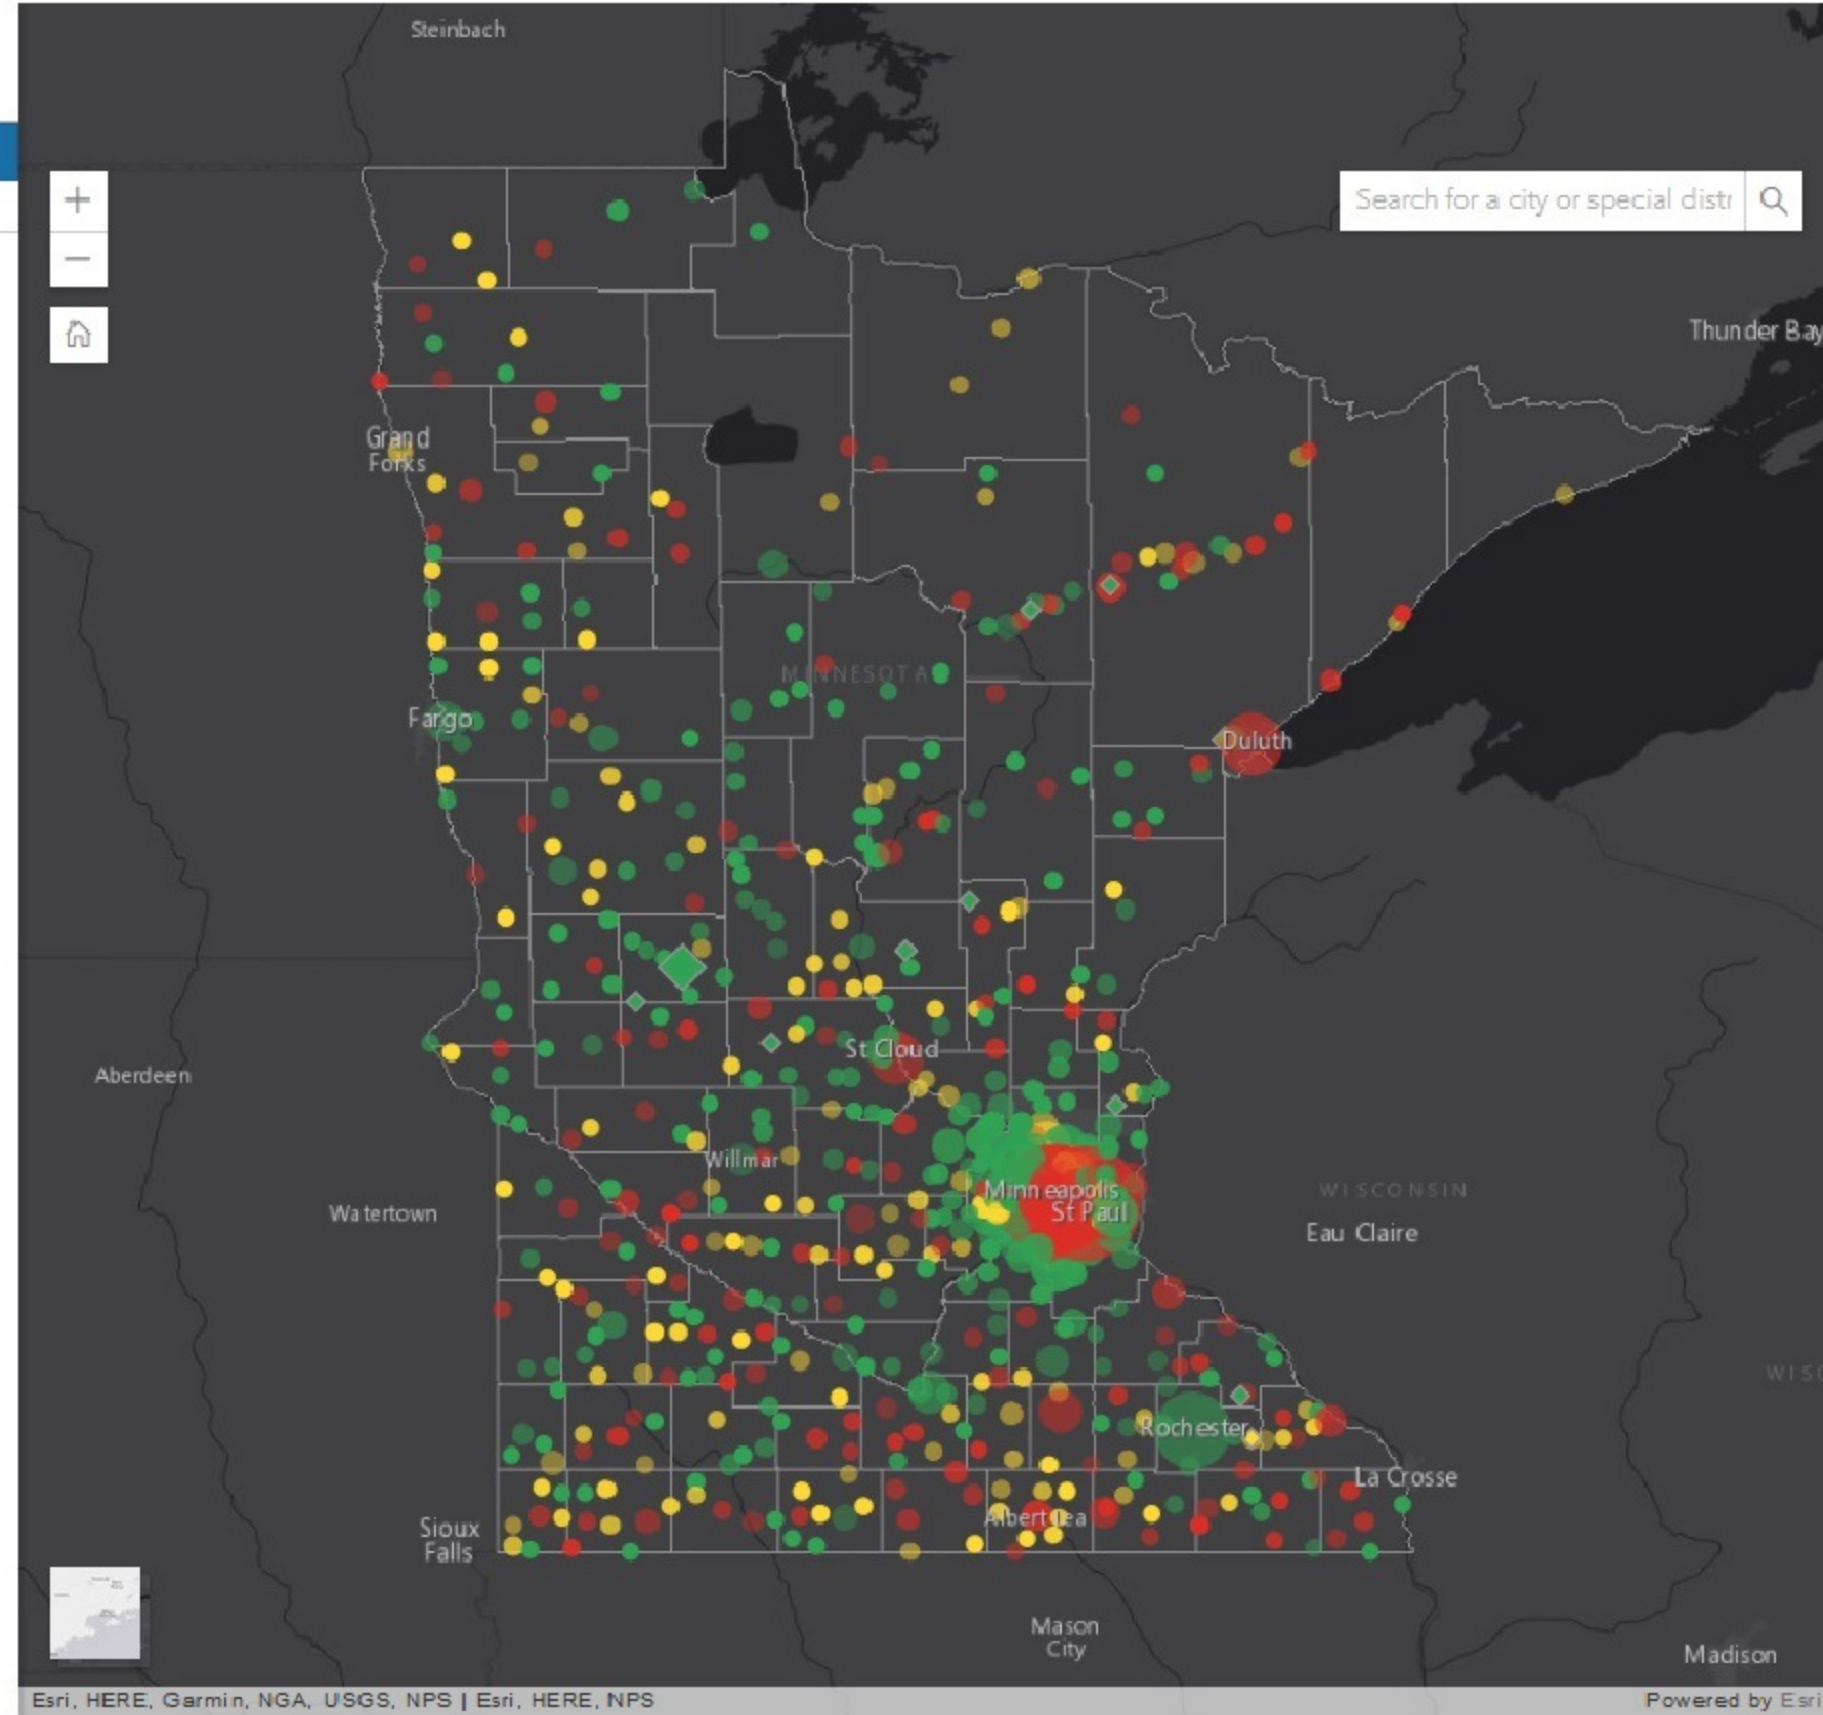 Steinbach
+
Search for a city or special distr
−
Thunder Bay
Grand
Forks
MINNESOTA
Fargo
Duluth
St Cloud
Aberdeen
Willmar
Minneapolis
WISCONSIN
Watertown
St Paul
Eau Claire
WISC
Rochester
La Crosse
Albert Lea
Sioux
Falls
Mason
City
Madison
Esri, HERE, Garmin, NGA, USGS, NPS | Esri, HERE, NPS
Powered by Esri